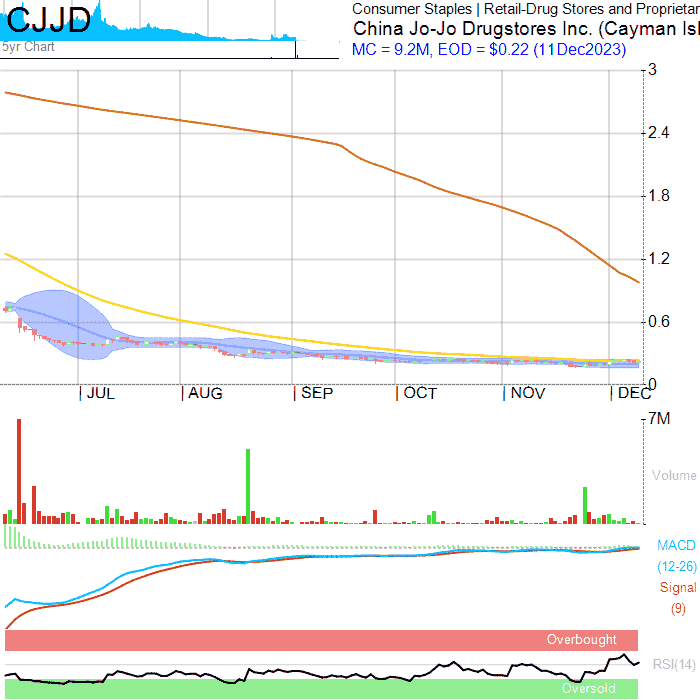 CJJD
5yr Chart
Consumer Staples | Retail-Drug Stores and Proprietar
China Jo-Jo Drugstores Inc. (Cayman Isl
MC = 9.2M, EOD = $0.22 (11Dec2023)
3
2.4
1.8
1.2
0.6
0
| JUL | AUG | SEP | OCT | NOV | DEC
7M
Volume
MACD
(12-26)
Signal
(9)
Overbought
RSI(14)
Oversold